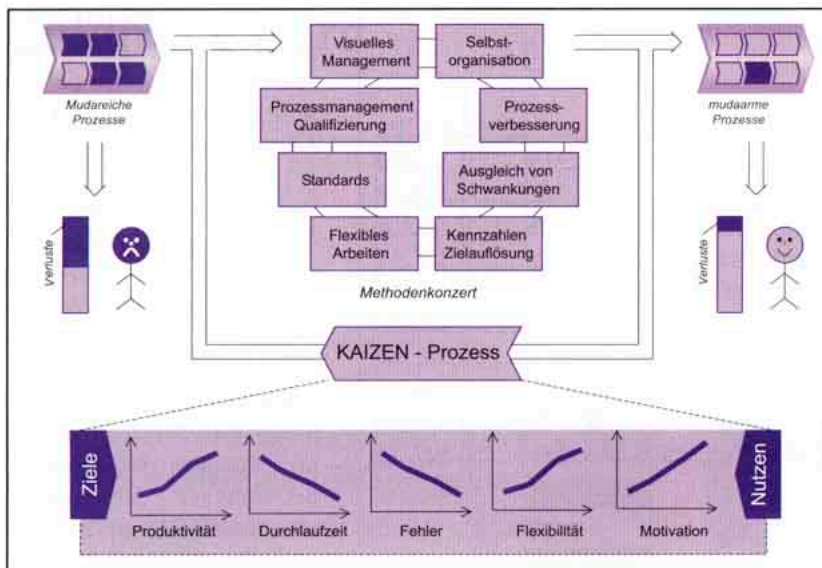 Mudareiche
Prozesse
Verluste
Visuelles
Management
Selbst-
organisation
Prozessmanagement
Qualifizierung
Prozess-
verbesserung
Standards
Ausgleich von
Schwankungen
Flexibles
Arbeiten
Kennzahlen
Zielauflösung
Methodenkonzert
mudaarme
Prozesse
Verluste
KAIZEN - Prozess
Ziele
Produktivität
Durchlaufzeit
Fehler
Flexibilität
Motivation
Nutzen